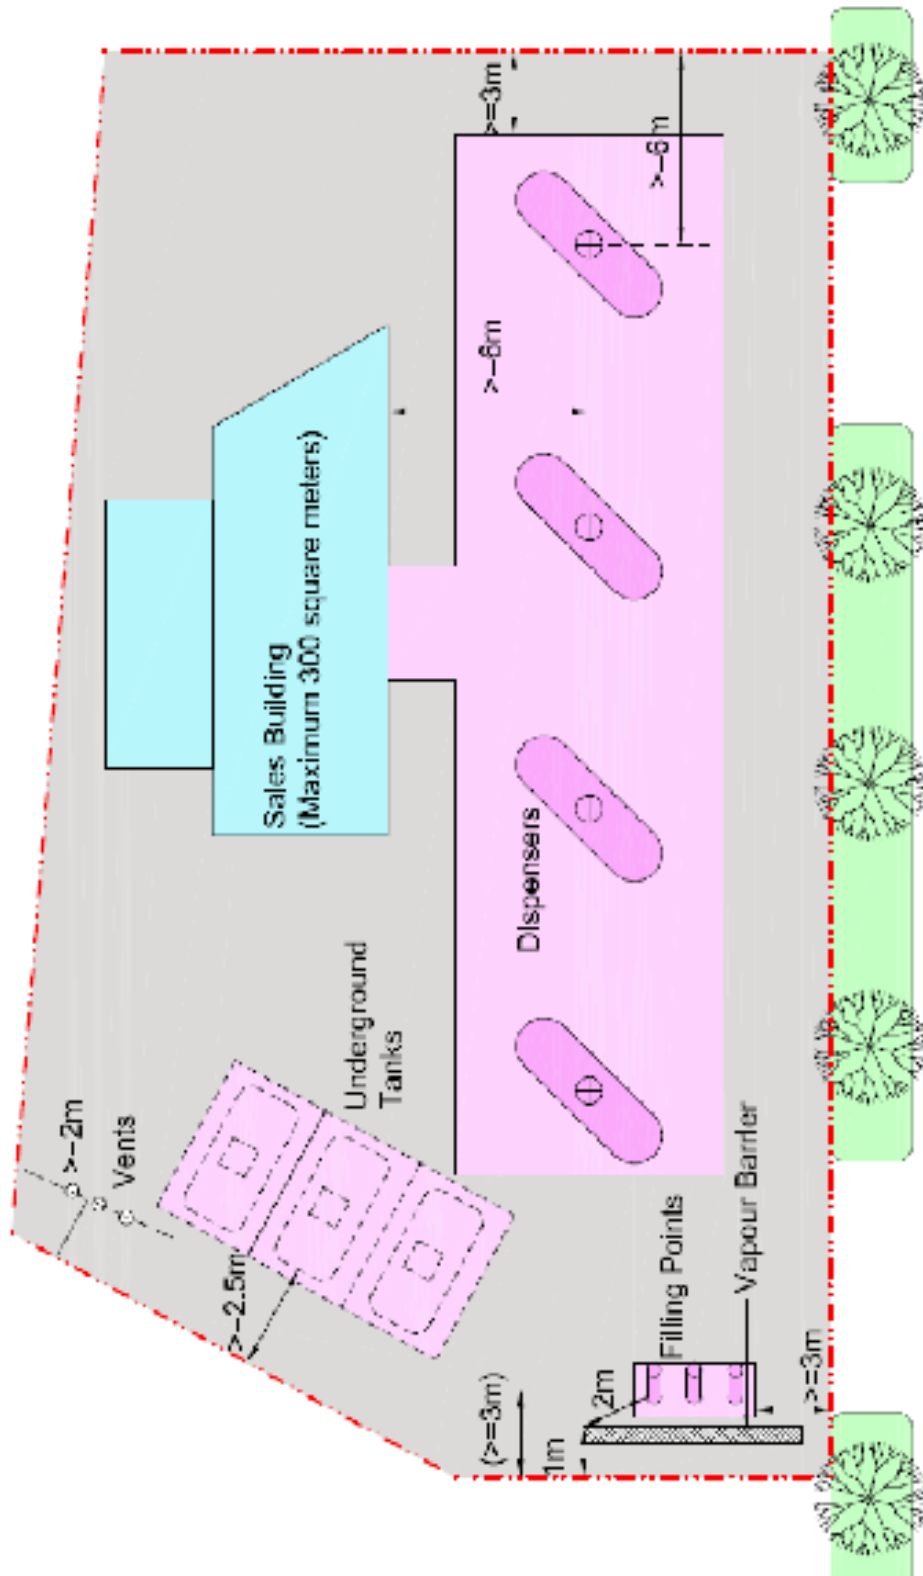 >-2m
Vents
>-2.5m
Sales Building
(Maximum 300 square meters)
Underground
Tanks
>-6m
>=3m
(>=3m)
Dispensers
1m
2m
>-6m
Filling Points
Vapour Barrier
>=3m